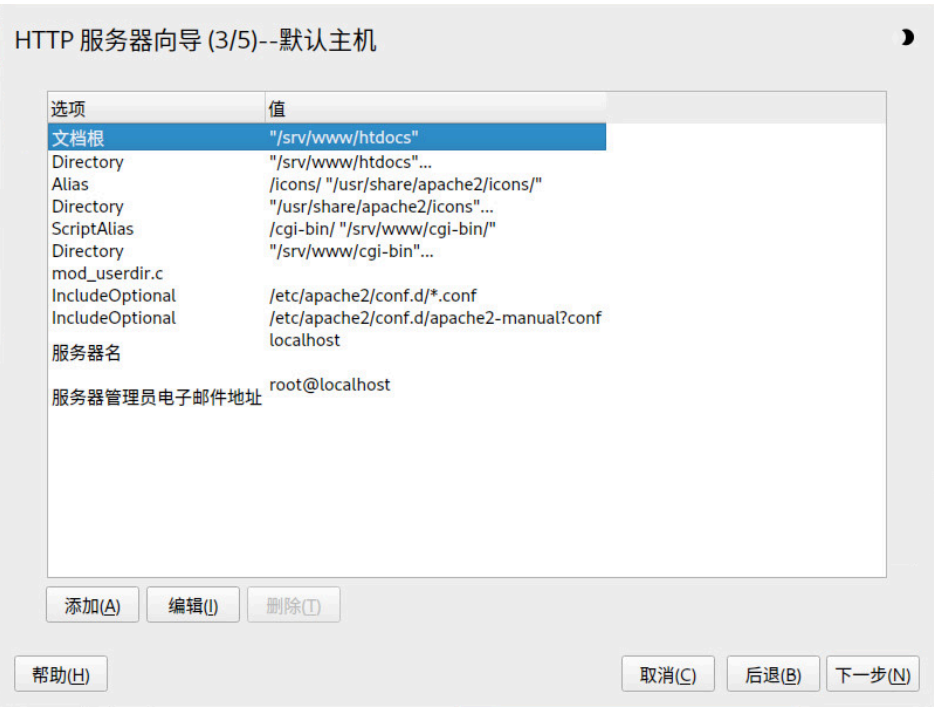 HTTP 服务器向导 (3/5)--默认主机
选项 值
文档根 "/srv/www/htdocs"
Directory "/srv/www/htdocs"...
Alias /icons/ "/usr/share/apache2/icons/"
Directory "/usr/share/apache2/icons"...
ScriptAlias /cgi-bin/ "/srv/www/cgi-bin/"
Directory "/srv/www/cgi-bin"...
mod_userdir.c
IncludeOptional /etc/apache2/conf.d/*.conf
IncludeOptional /etc/apache2/conf.d/apache2-manual?conf
服务器名 localhost
服务器管理员电子邮件地址 root@localhost
添加(A) 编辑(I) 删除(T)
帮助(H) 取消(C) 后退(B) 下一步(N)